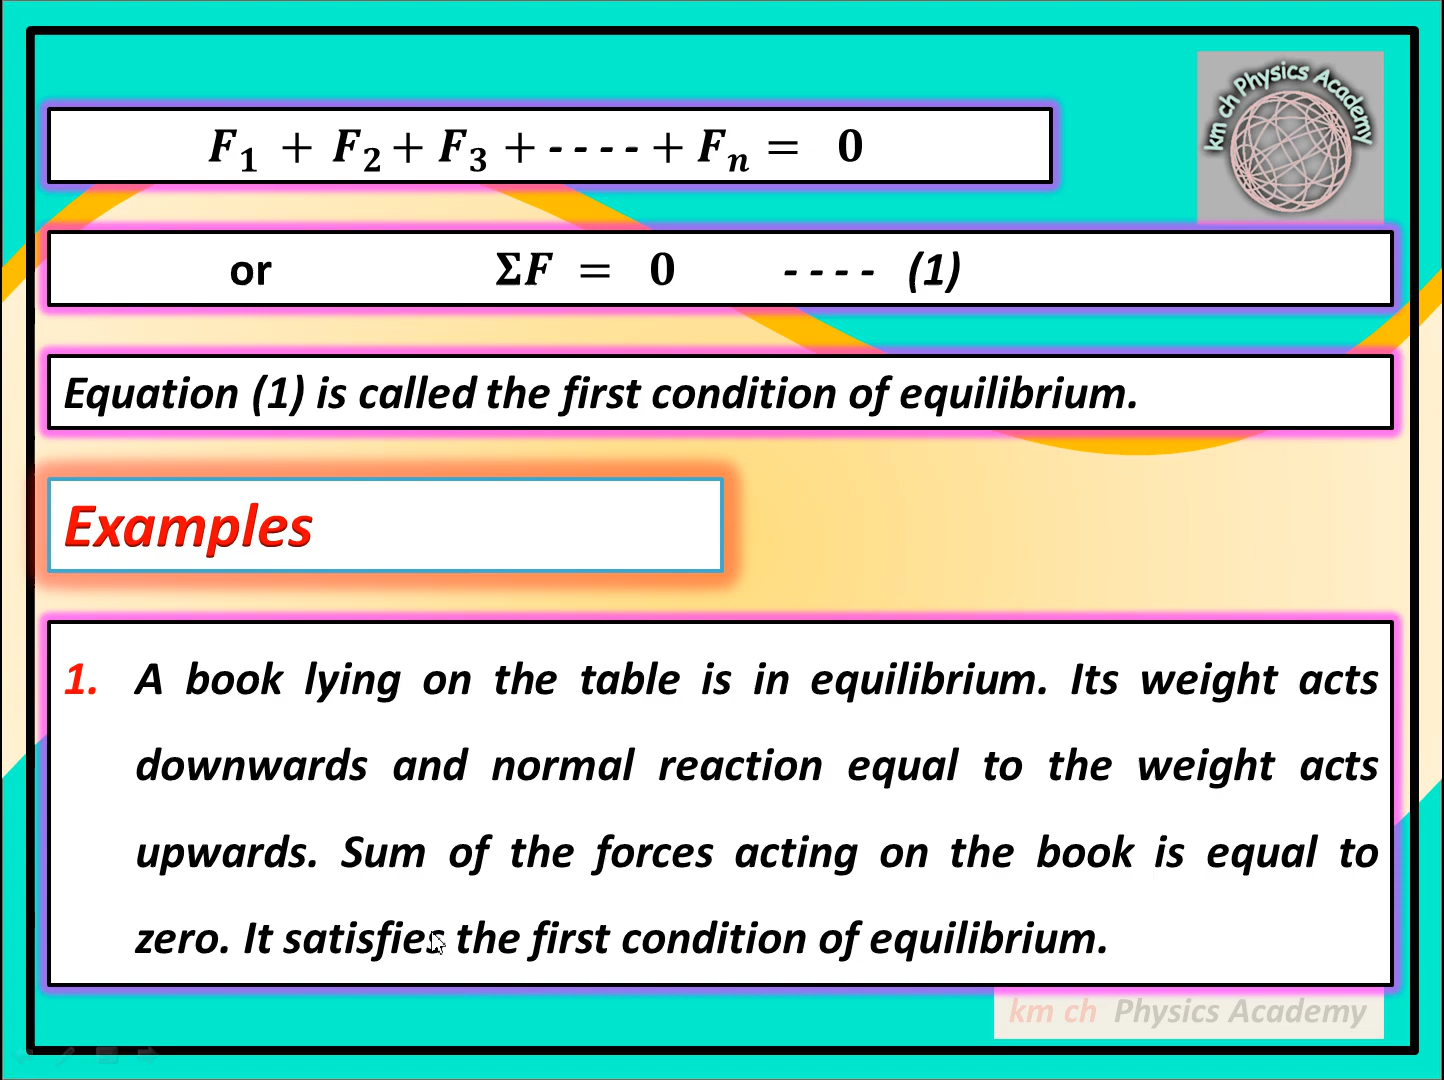 km ch Physics Academy
F₁ + F₂ + F₃ + - - - - + Fₙ = 0
or ΣF = 0 - - - - (1)
Equation (1) is called the first condition of equilibrium.
Examples
1. A book lying on the table is in equilibrium. Its weight acts
downwards and normal reaction equal to the weight acts
upwards. Sum of the forces acting on the book is equal to
zero. It satisfies the first condition of equilibrium.
km ch Physics Academy